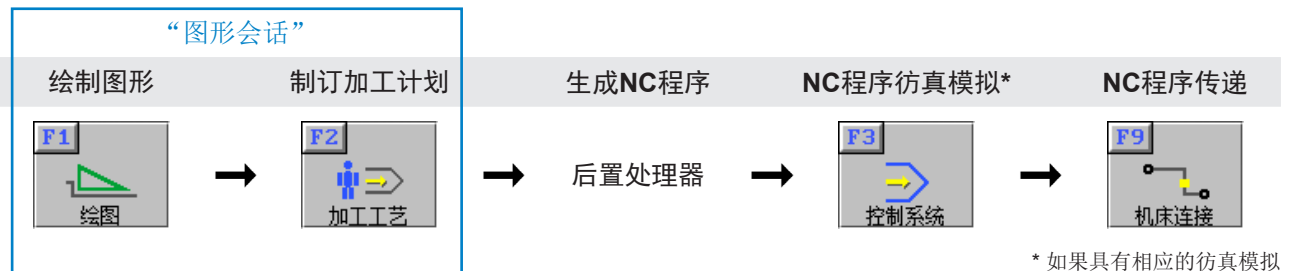 “图形会话”
绘制图形 制订加工计划 生成NC程序 NC程序仿真模拟* NC程序传递
F1 F2 F3 F9
后置处理器
绘图 加工工艺 控制系统 机床连接
* 如果具有相应的仿真模拟